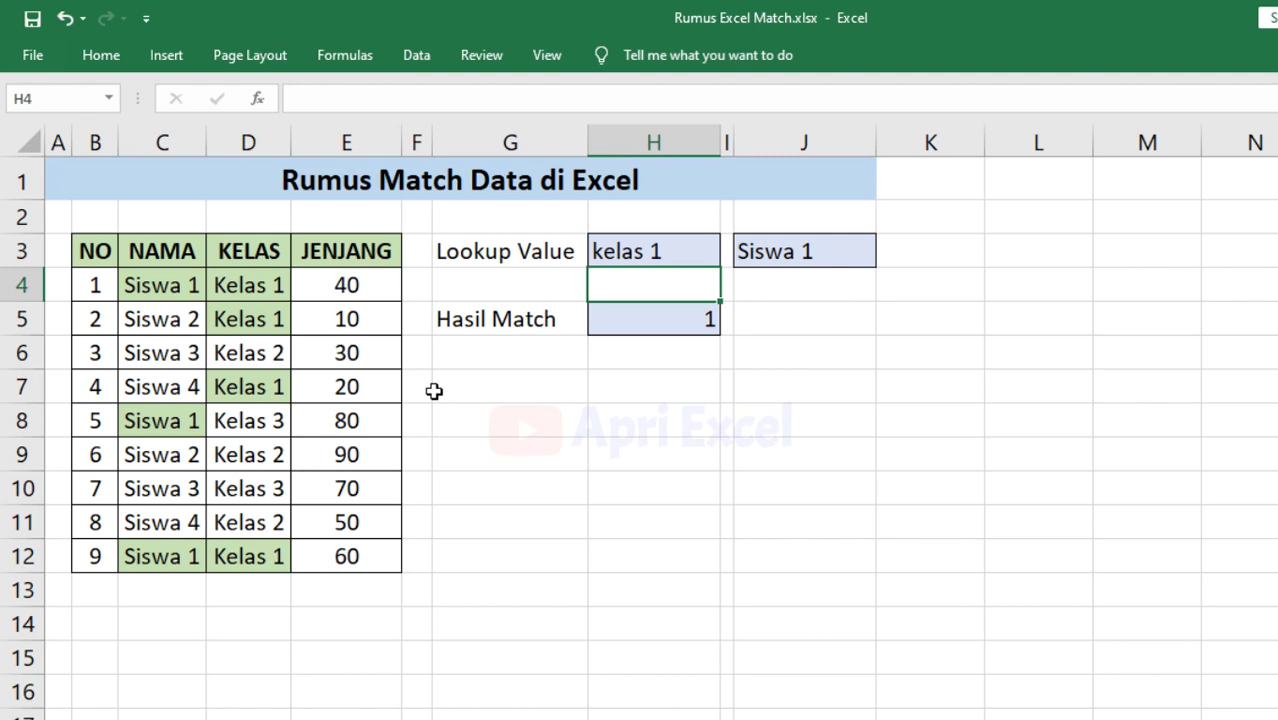 Rumus Excel Match.xlsx - Excel
S
File Home Insert Page Layout Formulas Data Review View Tell me what you want to do
H4 fx
A B C D E F G H I J K L M N
1 Rumus Match Data di Excel
2
3 NO NAMA KELAS JENJANG Lookup Value kelas 1 Siswa 1
4 1 Siswa 1 Kelas 1 40
5 2 Siswa 2 Kelas 1 10 Hasil Match 1
6 3 Siswa 3 Kelas 2 30
7 4 Siswa 4 Kelas 1 20
8 5 Siswa 1 Kelas 3 80 Apri Excel
9 6 Siswa 2 Kelas 2 90
10 7 Siswa 3 Kelas 3 70
11 8 Siswa 4 Kelas 2 50
12 9 Siswa 1 Kelas 1 60
13
14
15
16
17